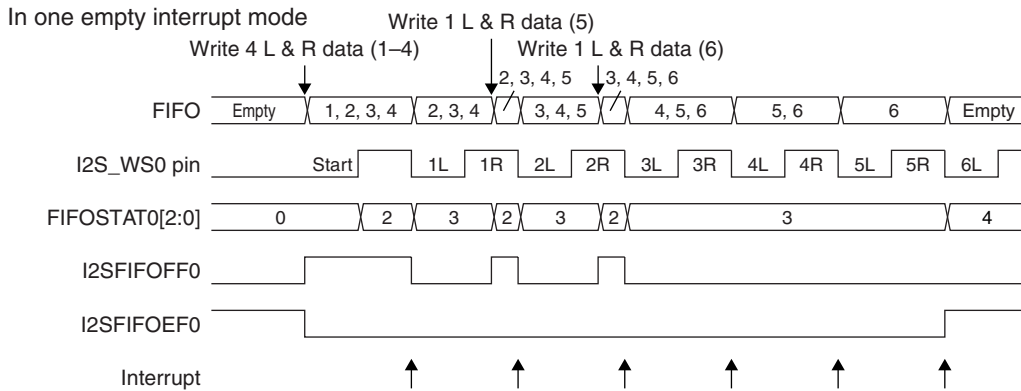 In one empty interrupt mode
Write 1 L & R data (5)
Write 4 L & R data (1–4)
Write 1 L & R data (6)
2, 3, 4, 5
3, 4, 5, 6
FIFO Empty 1, 2, 3, 4 2, 3, 4 3, 4, 5 4, 5, 6 5, 6 6 Empty
I2S_WS0 pin Start 1L 1R 2L 2R 3L 3R 4L 4R 5L 5R 6L
FIFOSTAT0[2:0] 0 2 3 2 3 2 3 4
I2SFIFOFF0
I2SFIFOEF0
Interrupt